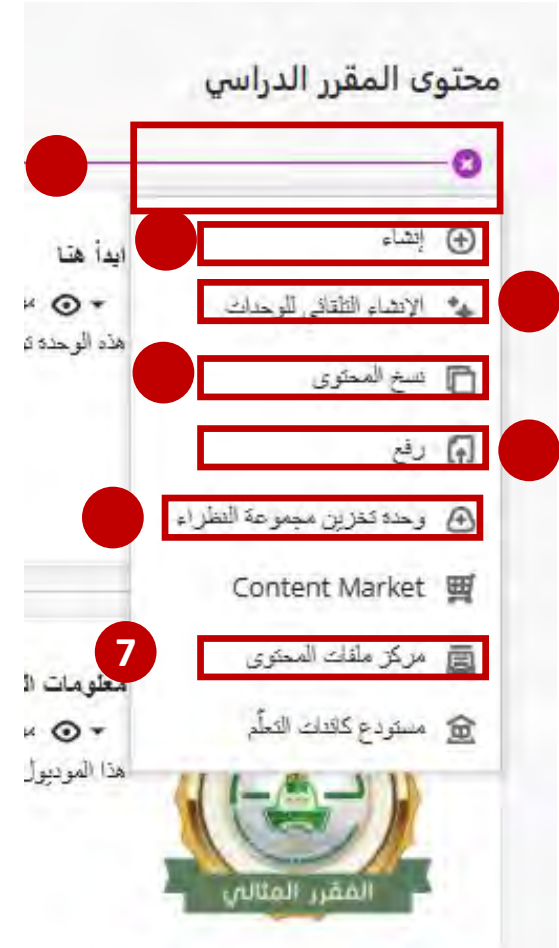 محتوى المقرر الدراسي
إنشاء
ابدأ هنا
الإنشاء التلقائي للوحدات
هذه الوحدة
نسخ المحتوى
رفع
وحدة تخزين مجموعة النظراء
Content Market
7
مركز ملفات المحتوى
معلومات
مستودع كائنات التعلّم
هذا الموديول
المقرر المثالي